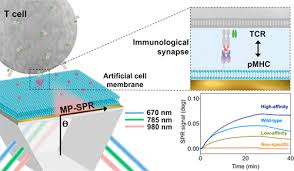 T cell
Immunological
synapse
TCR
pMHC
Artificial cell
membrane
MP-SPR
θ
670 nm
785 nm
980 nm
SPR signal (deg)
High-affinity
Wild-type
Low-affinity
Non-specific
0
20
40
Time (min)